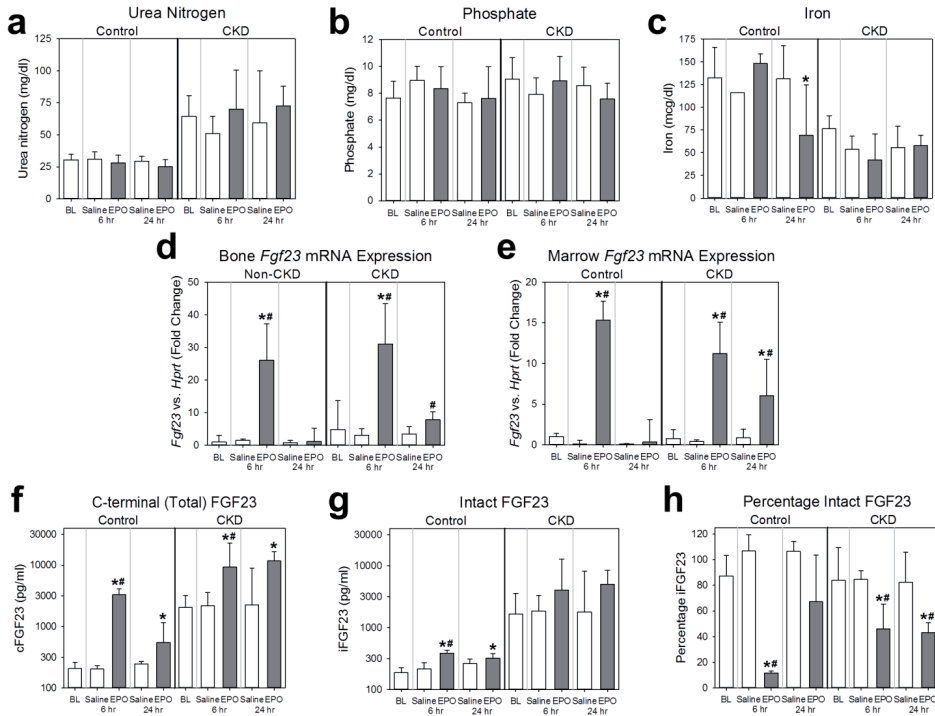 a
Urea Nitrogen
Control
CKD
Urea nitrogen (mg/dl)
125
100
75
50
25
0
BL
Saline EPO
6 hr
Saline EPO
24 hr
BL
Saline EPO
6 hr
Saline EPO
24 hr
b
Phosphate
Control
CKD
Phosphate (mg/dl)
12
10
8
6
4
2
0
BL
Saline EPO
6 hr
Saline EPO
24 hr
BL
Saline EPO
6 hr
Saline EPO
24 hr
c
Iron
Control
CKD
Iron (mcg/dl)
175
150
125
100
75
50
25
0
*
BL
Saline EPO
6 hr
Saline EPO
24 hr
BL
Saline EPO
6 hr
Saline EPO
24 hr
d
Bone Fgf23 mRNA Expression
Non-CKD
CKD
Fgf23 vs. Hprt (Fold Change)
50
40
30
20
10
0
*#
*#
#
BL
Saline EPO
6 hr
Saline EPO
24 hr
BL
Saline EPO
6 hr
Saline EPO
24 hr
e
Marrow Fgf23 mRNA Expression
Control
CKD
Fgf23 vs. Hprt (Fold Change)
20
15
10
5
0
*#
*#
*#
BL
Saline EPO
6 hr
Saline EPO
24 hr
BL
Saline EPO
6 hr
Saline EPO
24 hr
f
C-terminal (Total) FGF23
Control
CKD
cFGF23 (pg/ml)
30000
10000
3000
1000
300
100
*#
*
*#
*
BL
Saline EPO
6 hr
Saline EPO
24 hr
BL
Saline EPO
6 hr
Saline EPO
24 hr
g
Intact FGF23
Control
CKD
iFGF23 (pg/ml)
30000
10000
3000
1000
300
100
*#
*
BL
Saline EPO
6 hr
Saline EPO
24 hr
BL
Saline EPO
6 hr
Saline EPO
24 hr
h
Percentage Intact FGF23
Control
CKD
Percentage iFGF23
120
100
80
60
40
20
0
*#
*#
*#
BL
Saline EPO
6 hr
Saline EPO
24 hr
BL
Saline EPO
6 hr
Saline EPO
24 hr